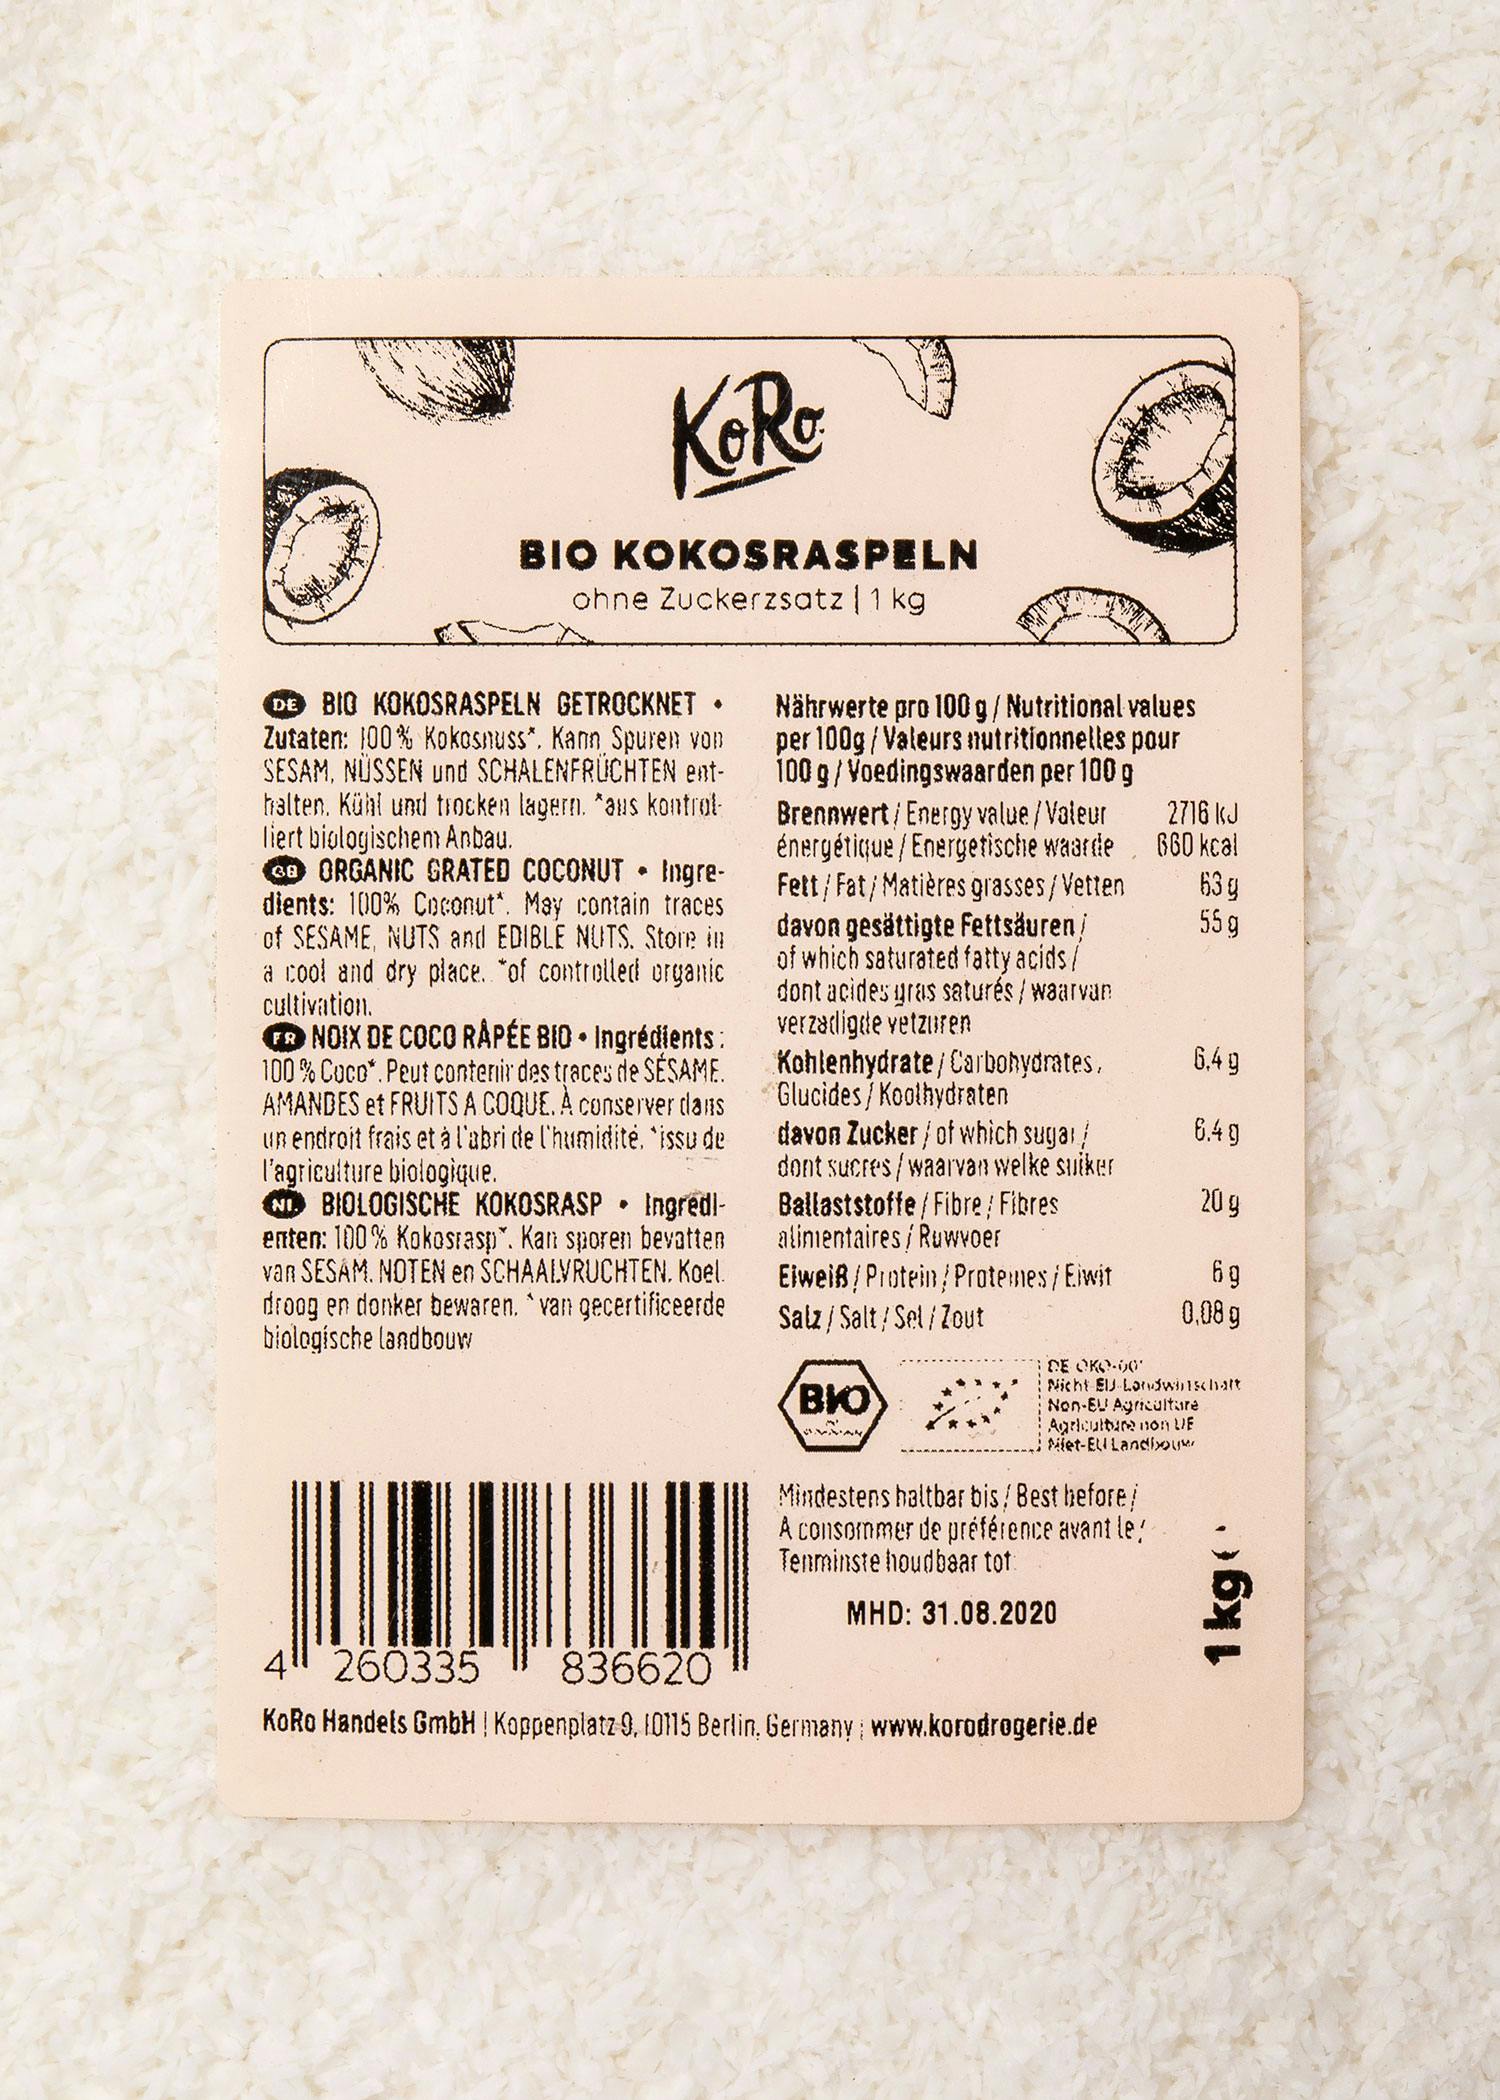 KoRo
BIO KOKOSRASPELN
ohne Zuckerzsatz | 1 kg
DE BIO KOKOSRASPELN GETROCKNET •
Zutaten: 100 % Kokosnuss*. Kann Spuren von
SESAM, NÜSSEN und SCHALENFRÜCHTEN ent-
halten. Kühl und trocken lagern. *aus kontrol-
liert biologischem Anbau.
GB ORGANIC GRATED COCONUT • Ingre-
dients: 100% Coconut*. May contain traces
of SESAME, NUTS and EDIBLE NUTS. Store in
a cool and dry place. *of controlled organic
cultivation.
FR NOIX DE COCO RÂPÉE BIO • Ingrédients :
100 % Coco*. Peut contenir des traces de SÉSAME,
AMANDES et FRUITS A COQUE. À conserver dans
un endroit frais et à l'abri de l'humidité. *issu de
l'agriculture biologique.
NL BIOLOGISCHE KOKOSRASP • Ingredi-
enten: 100 % Kokosrasp*. Kan sporen bevatten
van SESAM, NOTEN en SCHAALVRUCHTEN. Koel
droog en donker bewaren. *van gecertificeerde
biologische landbouw
Nährwerte pro 100 g / Nutritional values
per 100g / Valeurs nutritionnelles pour
100 g / Voedingswaarden per 100 g
Brennwert / Energy value / Valeur 2716 kJ
énergétique / Energetische waarde 660 kcal
Fett / Fat / Matières grasses / Vetten 63 g
davon gesättigte Fettsäuren / 55 g
of which saturated fatty acids /
dont acides gras saturés / waarvan
verzadigde vetzuren
Kohlenhydrate / Carbohydrates, 6,4 g
Glucides / Koolhydraten
davon Zucker / of which sugar / 6,4 g
dont sucres / waarvan welke suiker
Ballaststoffe / Fibre / Fibres 20 g
alimentaires / Ruwvoer
Eiweiß / Protein / Proteines / Eiwit 6 g
Salz / Salt / Sel / Zout 0,08 g
BIO
Nicht-EU-Landwirtschaft
Non-EU Agriculture
Agriculture non UE
Niet-EU Landbouw
Mindestens haltbar bis / Best before /
A consommer de préférence avant le /
Tenminste houdbaar tot
MHD: 31.08.2020
1 kg
4 260335 836620
KoRo Handels GmbH | Koppenplatz 9, 10115 Berlin, Germany | www.korodrogerie.de